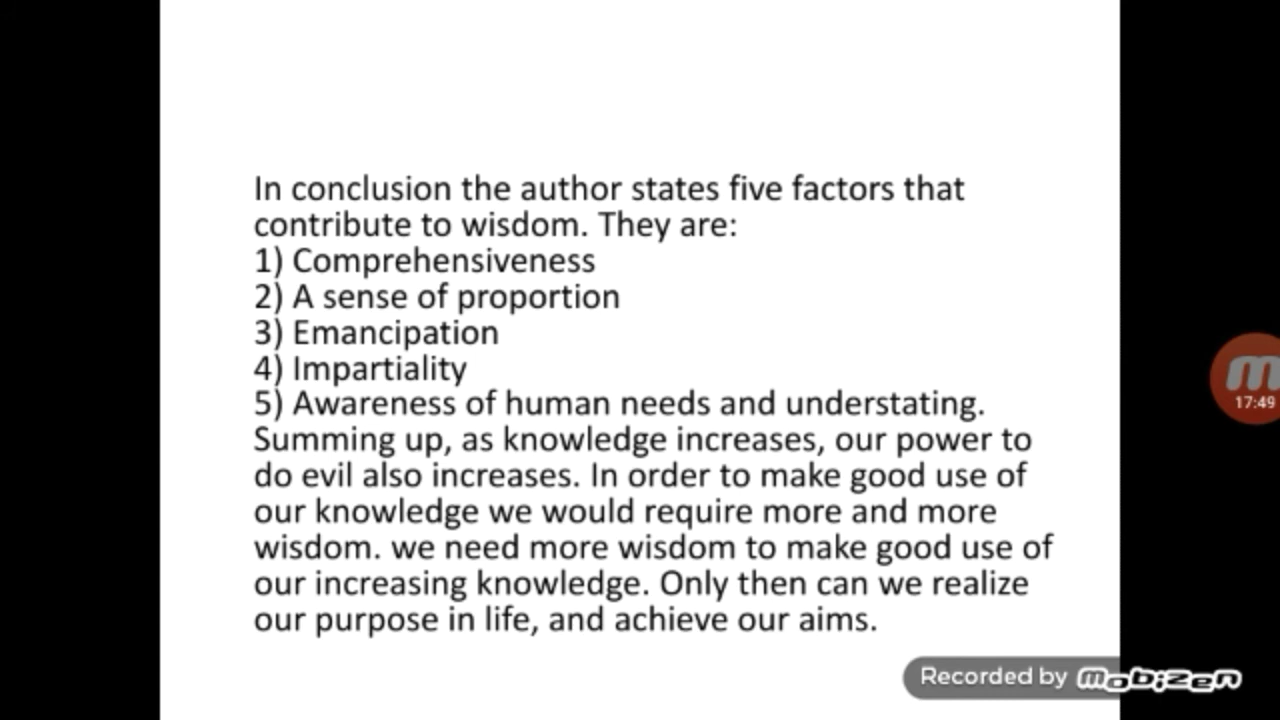 In conclusion the author states five factors that
contribute to wisdom. They are:
1) Comprehensiveness
2) A sense of proportion
3) Emancipation
4) Impartiality
5) Awareness of human needs and understating.
Summing up, as knowledge increases, our power to
do evil also increases. In order to make good use of
our knowledge we would require more and more
wisdom. we need more wisdom to make good use of
our increasing knowledge. Only then can we realize
our purpose in life, and achieve our aims.
m
17:49
Recorded by mobizen